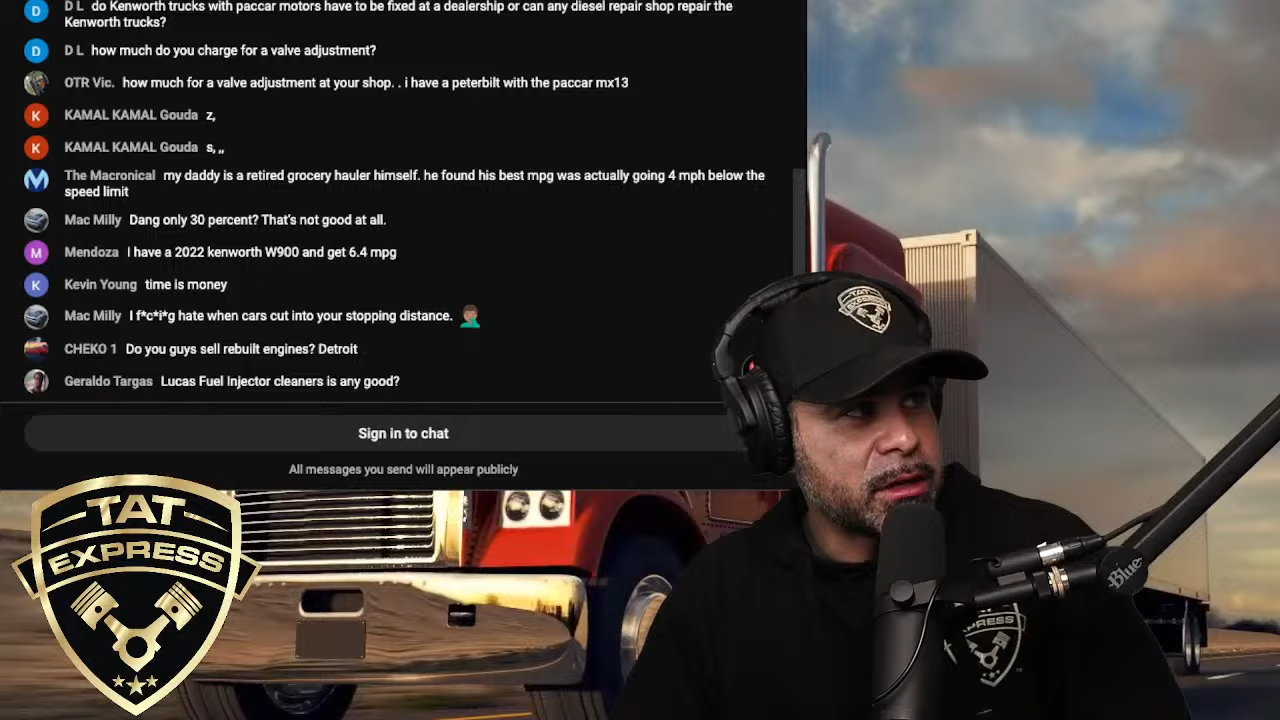 D L do Kenworth trucks with paccar motors have to be fixed at a dealership or can any diesel repair shop repair the
Kenworth trucks?
D L how much do you charge for a valve adjustment?
OTR Vic. how much for a valve adjustment at your shop. . i have a peterbilt with the paccar mx13
KAMAL KAMAL Gouda z,
KAMAL KAMAL Gouda s, ,,
The Macronical my daddy is a retired grocery hauler himself. he found his best mpg was actually going 4 mph below the
speed limit
Mac Milly Dang only 30 percent? That's not good at all.
Mendoza I have a 2022 kenworth W900 and get 6.4 mpg
Kevin Young time is money
Mac Milly I f*c*i*g hate when cars cut into your stopping distance. 🤦🏽‍♂️
CHEKO 1 Do you guys sell rebuilt engines? Detroit
Geraldo Targas Lucas Fuel Injector cleaners is any good?
Sign in to chat
All messages you send will appear publicly
D
D
K
K
M
K
TAT
EXPRESS
TAT
EXPRESS
Blue
PRESS